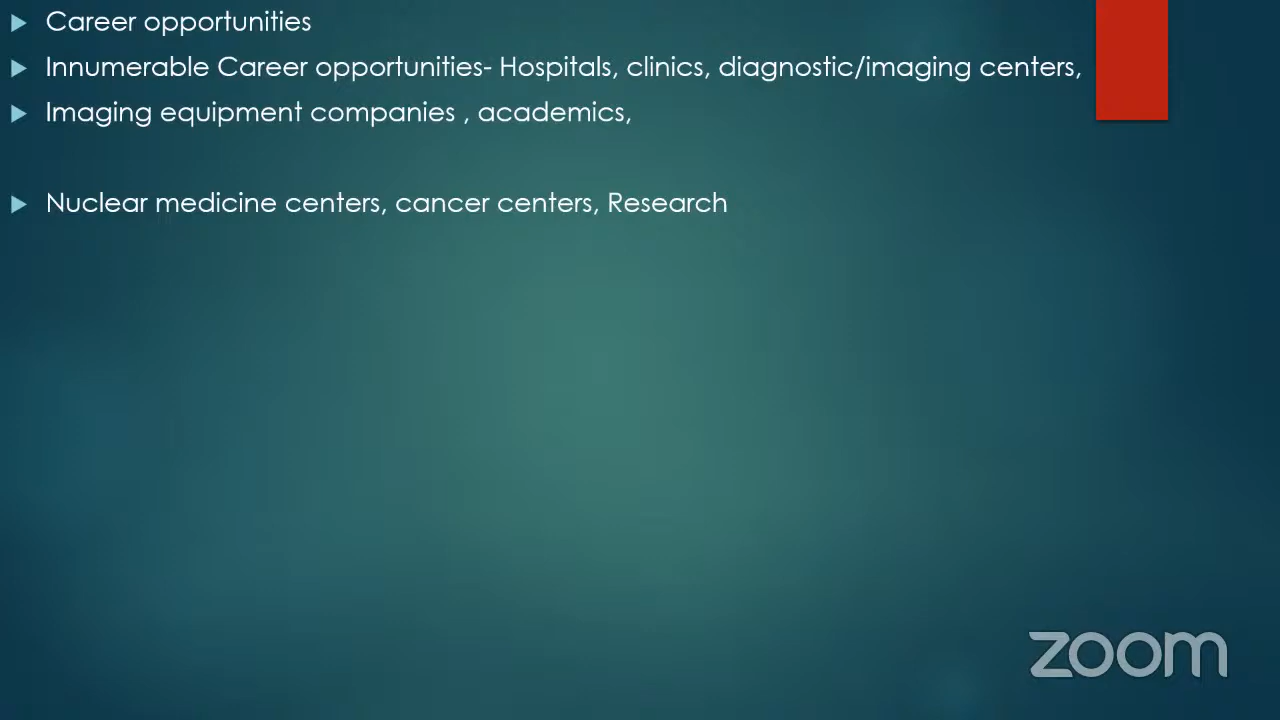 Career opportunities
Innumerable Career opportunities- Hospitals, clinics, diagnostic/imaging centers,
Imaging equipment companies , academics,
Nuclear medicine centers, cancer centers, Research
zoom